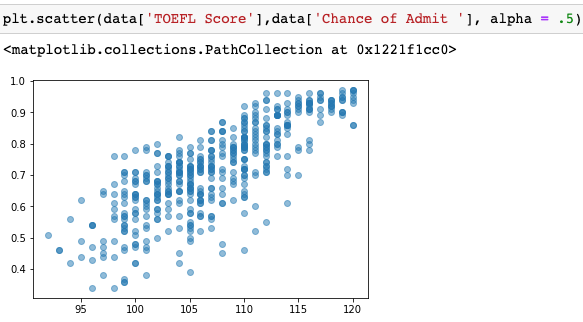 plt.scatter(data['TOEFL Score'],data['Chance of Admit '], alpha = .5)
<matplotlib.collections.PathCollection at 0x1221f1cc0>
1.0
0.9
0.8
0.7
0.6
0.5
0.4
95 100 105 110 115 120